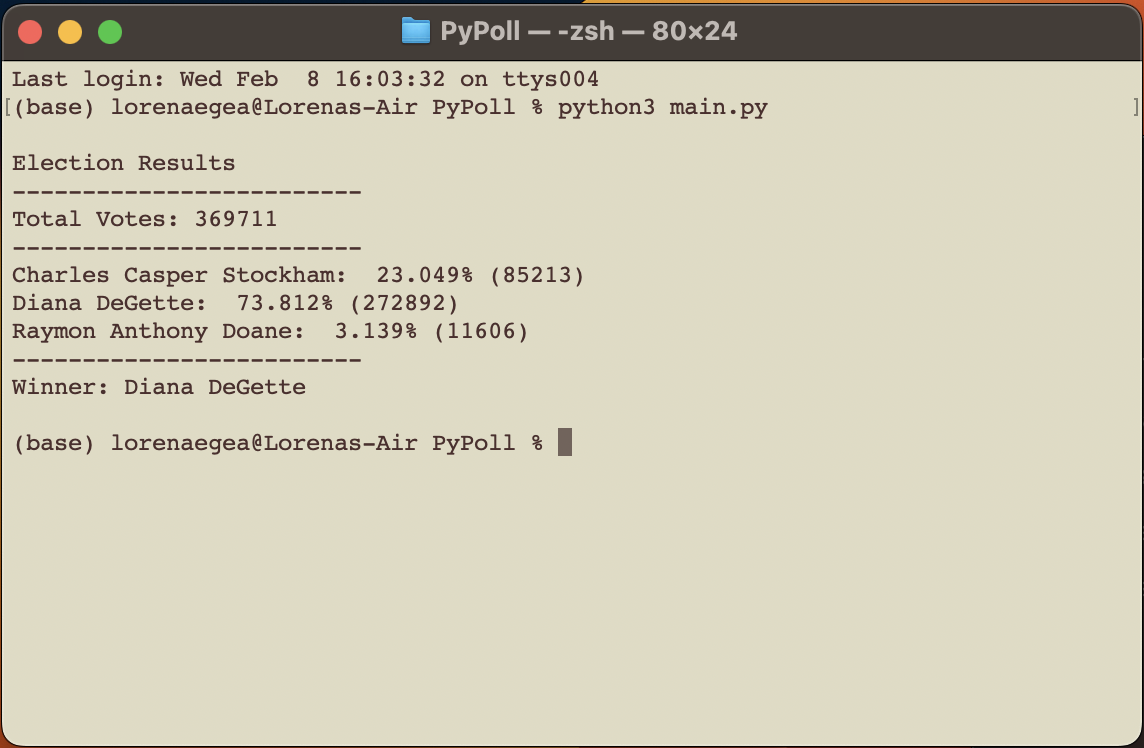 PyPoll — -zsh — 80×24
Last login: Wed Feb  8 16:03:32 on ttys004
[(base) lorenaegea@Lorenas-Air PyPoll % python3 main.py ]
Election Results
-------------------------
Total Votes: 369711
-------------------------
Charles Casper Stockham:  23.049% (85213)
Diana DeGette:  73.812% (272892)
Raymon Anthony Doane:  3.139% (11606)
-------------------------
Winner: Diana DeGette
(base) lorenaegea@Lorenas-Air PyPoll %